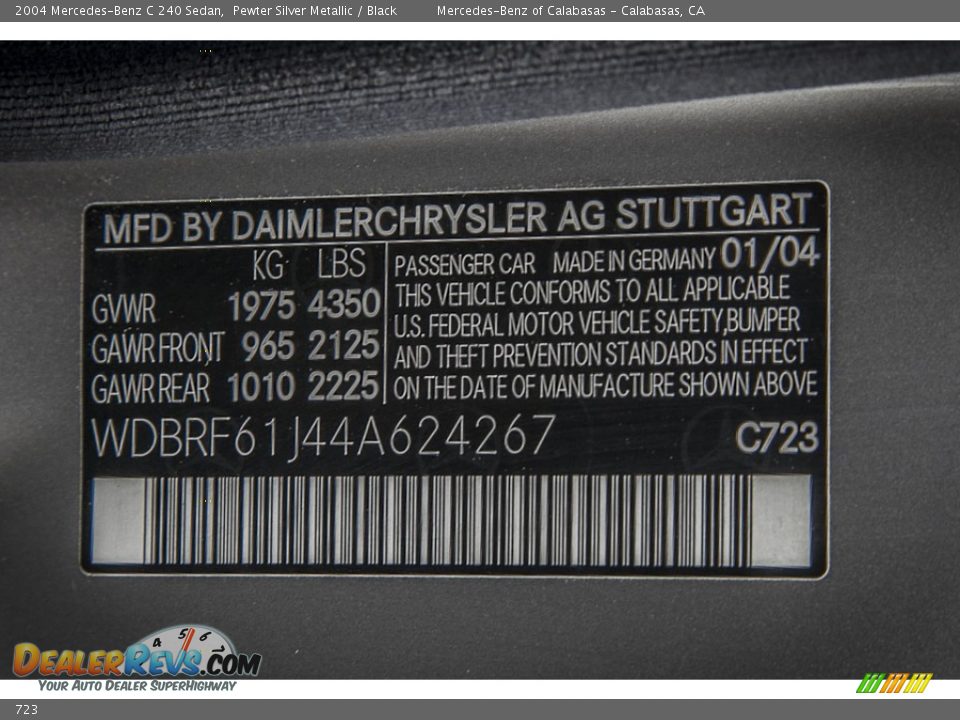 2004 Mercedes-Benz C 240 Sedan, Pewter Silver Metallic / Black Mercedes-Benz of Calabasas - Calabasas, CA
MFD BY DAIMLERCHRYSLER AG STUTTGART
KG LBS
GVWR 1975 4350
GAWR FRONT 965 2125
GAWR REAR 1010 2225
PASSENGER CAR MADE IN GERMANY 01/04
THIS VEHICLE CONFORMS TO ALL APPLICABLE
U.S. FEDERAL MOTOR VEHICLE SAFETY,BUMPER
AND THEFT PREVENTION STANDARDS IN EFFECT
ON THE DATE OF MANUFACTURE SHOWN ABOVE
WDBRF61J44A624267 C723
4 5 6
DEALERREVS.COM
YOUR AUTO DEALER SUPERHIGHWAY
723